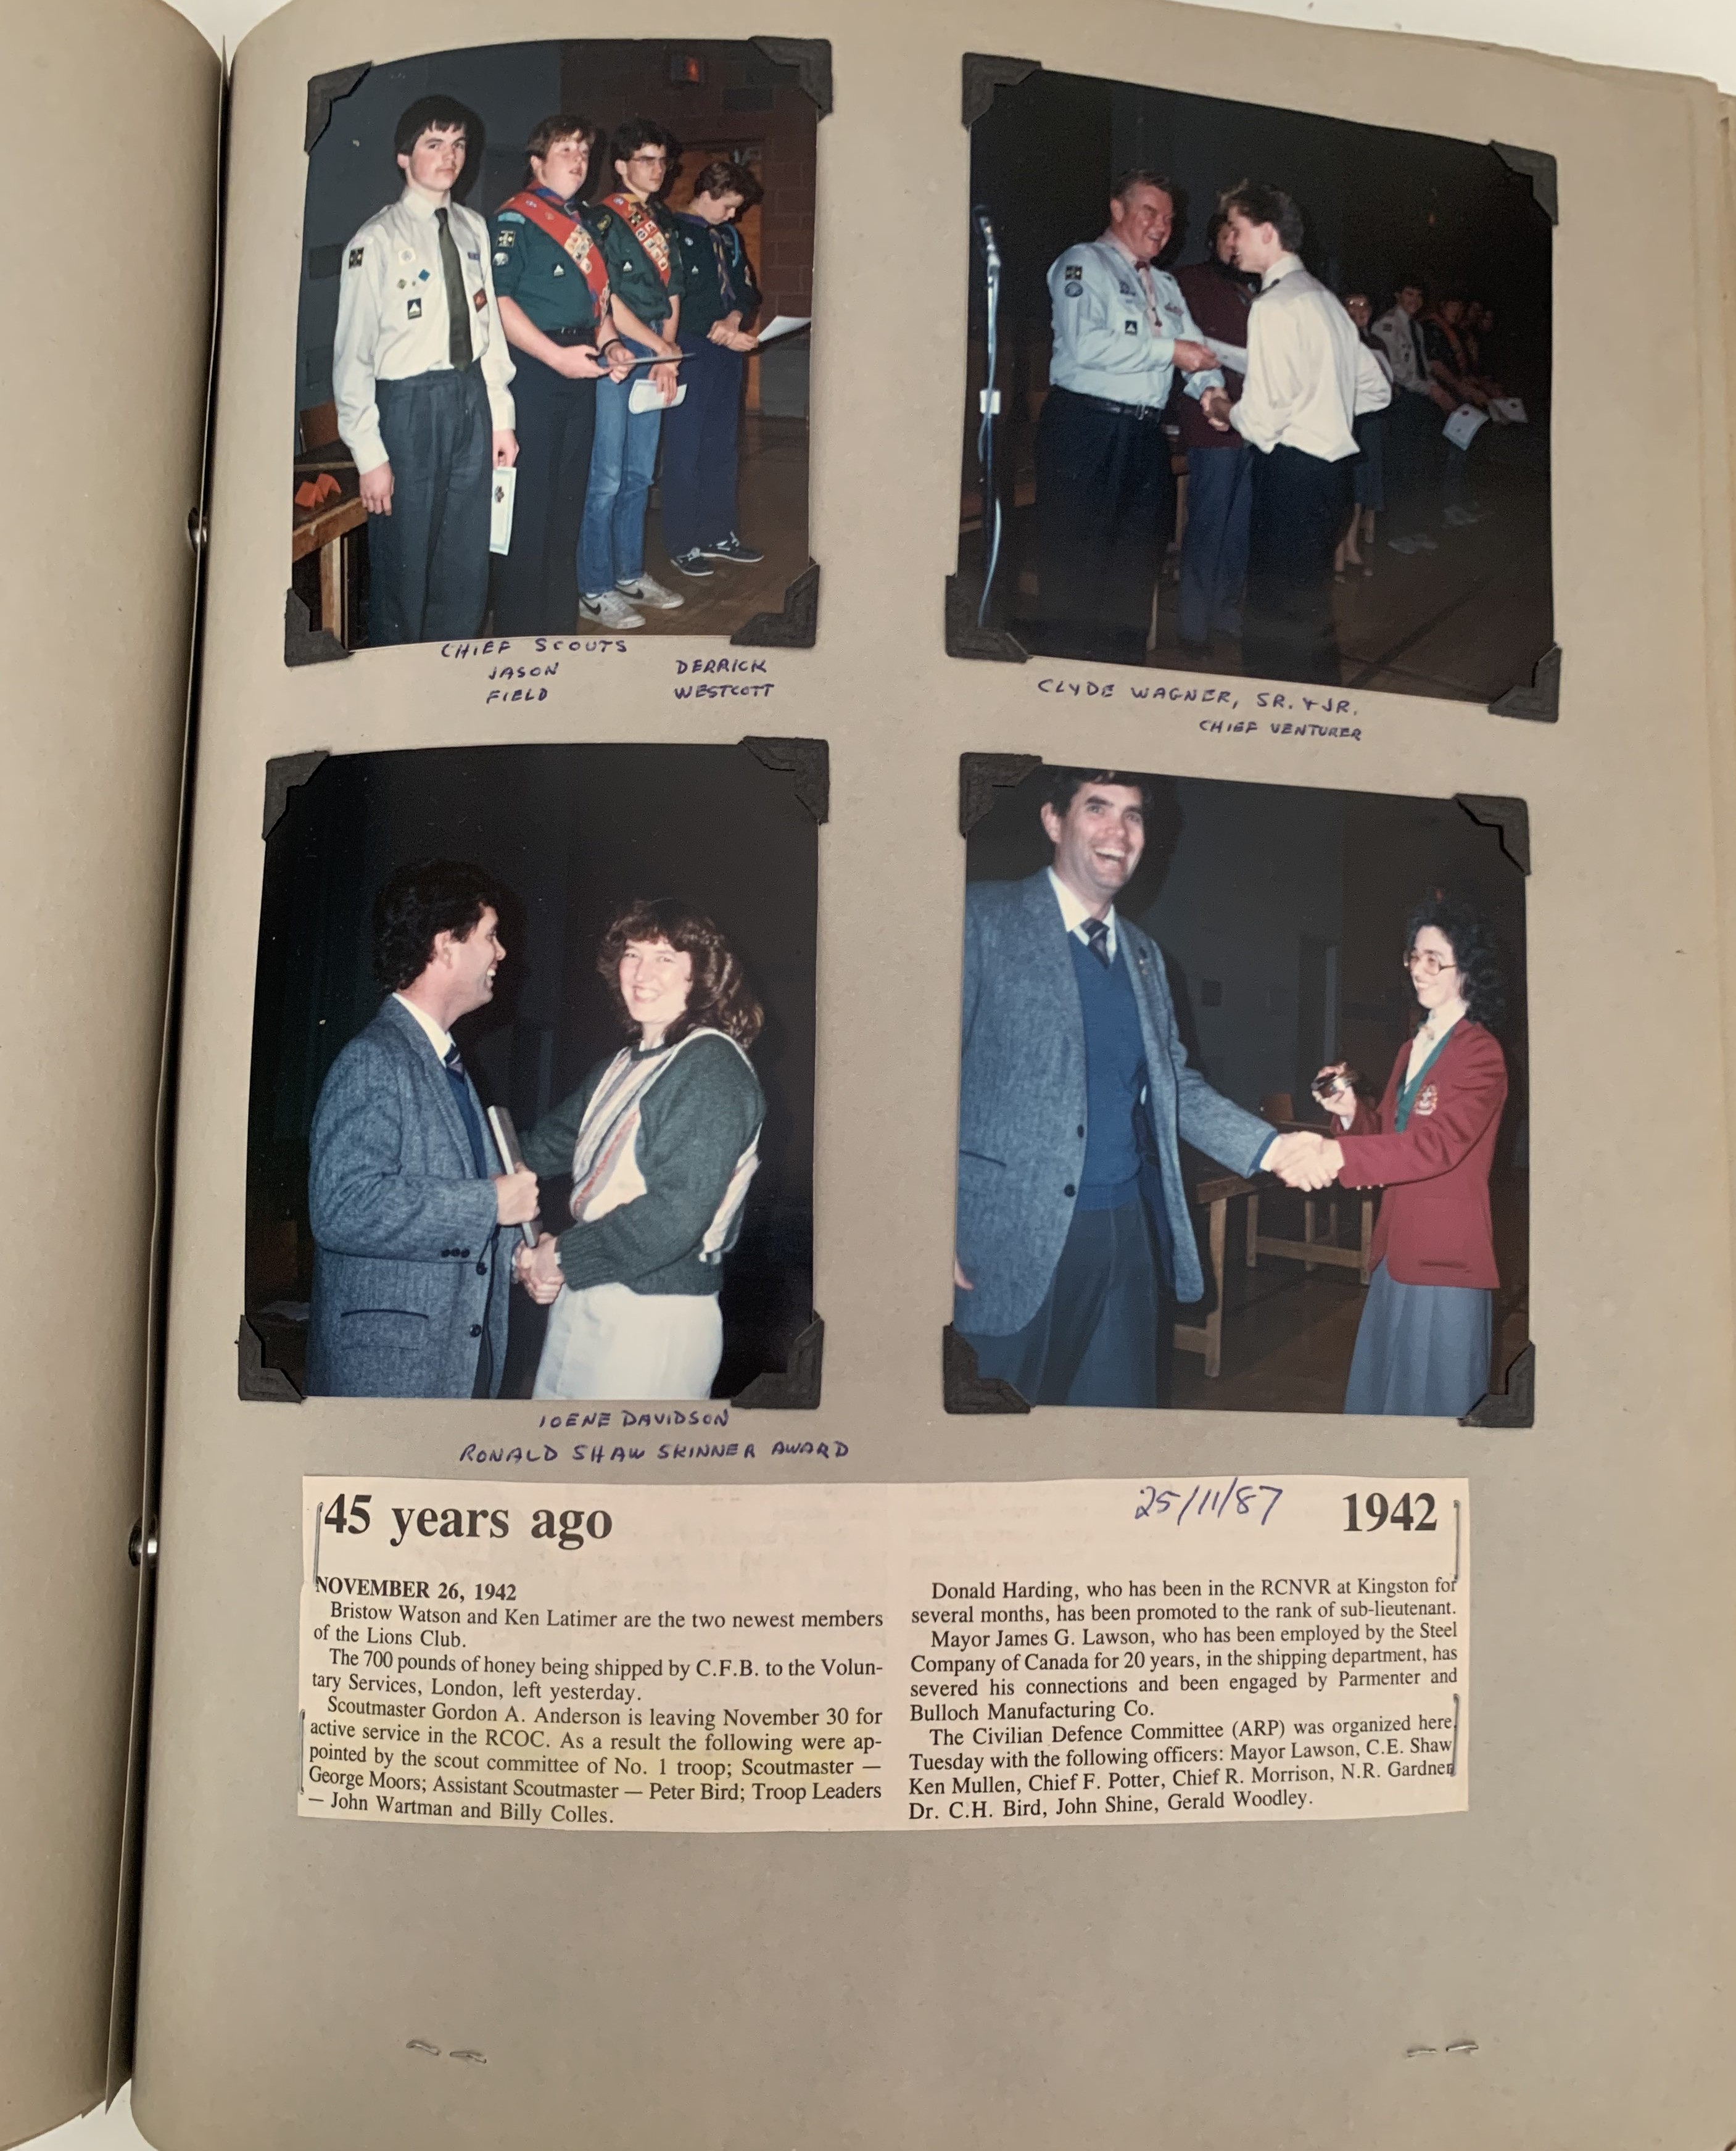 CHIEF SCOUTS
JASON DERRICK
FIELD WESTCOTT
CLYDE WAGNER, SR. + JR.
CHIEF VENTURER
IOENE DAVIDSON
RONALD SHAW SKINNER AWARD
45 years ago
25/11/87
1942
NOVEMBER 26, 1942
Bristow Watson and Ken Latimer are the two newest members
of the Lions Club.
The 700 pounds of honey being shipped by C.F.B. to the Volun-
tary Services, London, left yesterday.
Scoutmaster Gordon A. Anderson is leaving November 30 for
active service in the RCOC. As a result the following were ap-
pointed by the scout committee of No. 1 troop; Scoutmaster —
George Moors; Assistant Scoutmaster — Peter Bird; Troop Leaders
— John Wartman and Billy Colles.
Donald Harding, who has been in the RCNVR at Kingston for
several months, has been promoted to the rank of sub-lieutenant.
Mayor James G. Lawson, who has been employed by the Steel
Company of Canada for 20 years, in the shipping department, has
severed his connections and been engaged by Parmenter and
Bulloch Manufacturing Co.
The Civilian Defence Committee (ARP) was organized here
Tuesday with the following officers: Mayor Lawson, C.E. Shaw
Ken Mullen, Chief F. Potter, Chief R. Morrison, N.R. Gardner
Dr. C.H. Bird, John Shine, Gerald Woodley.